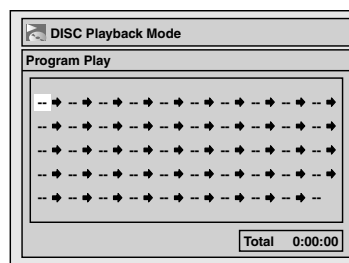 DISC Playback Mode
Program Play
-- ➡ -- ➡ -- ➡ -- ➡ -- ➡ -- ➡ -- ➡ -- ➡ -- ➡ -- ➡
-- ➡ -- ➡ -- ➡ -- ➡ -- ➡ -- ➡ -- ➡ -- ➡ -- ➡ -- ➡
-- ➡ -- ➡ -- ➡ -- ➡ -- ➡ -- ➡ -- ➡ -- ➡ -- ➡ -- ➡
-- ➡ -- ➡ -- ➡ -- ➡ -- ➡ -- ➡ -- ➡ -- ➡ -- ➡ -- ➡
-- ➡ -- ➡ -- ➡ -- ➡ -- ➡ -- ➡ -- ➡ -- ➡ -- ➡ --
Total 0:00:00